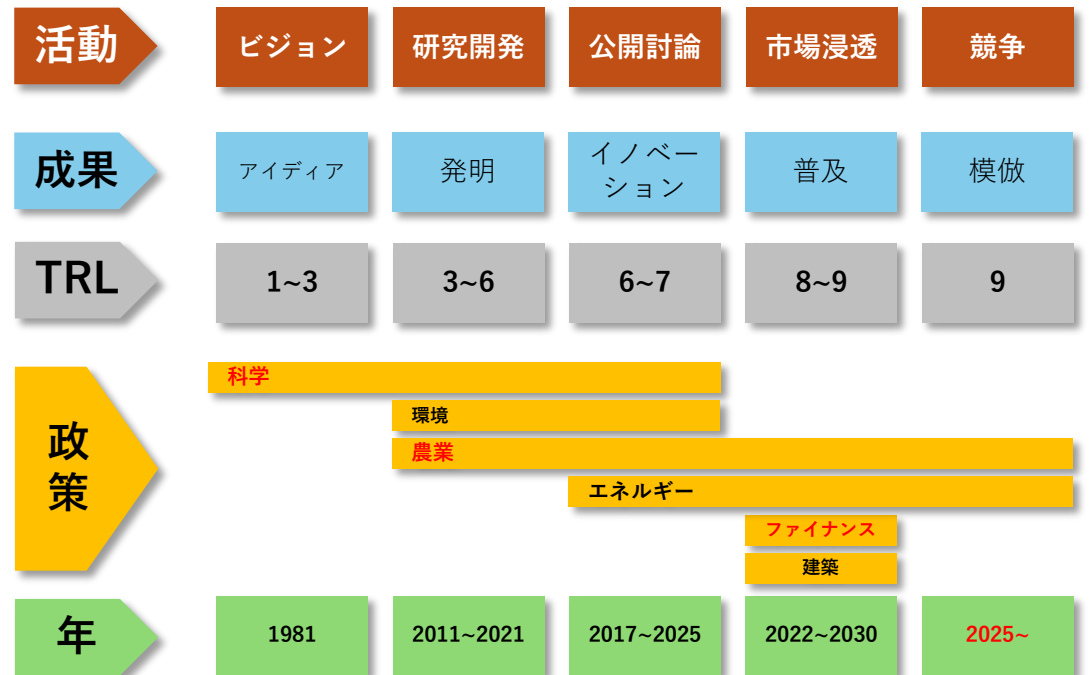 活動
ビジョン
研究開発
公開討論
市場浸透
競争
成果
アイディア
発明
イノベー
ション
普及
模倣
TRL
1~3
3~6
6~7
8~9
9
政
策
科学
環境
農業
エネルギー
ファイナンス
建築
年
1981
2011~2021
2017~2025
2022~2030
2025~